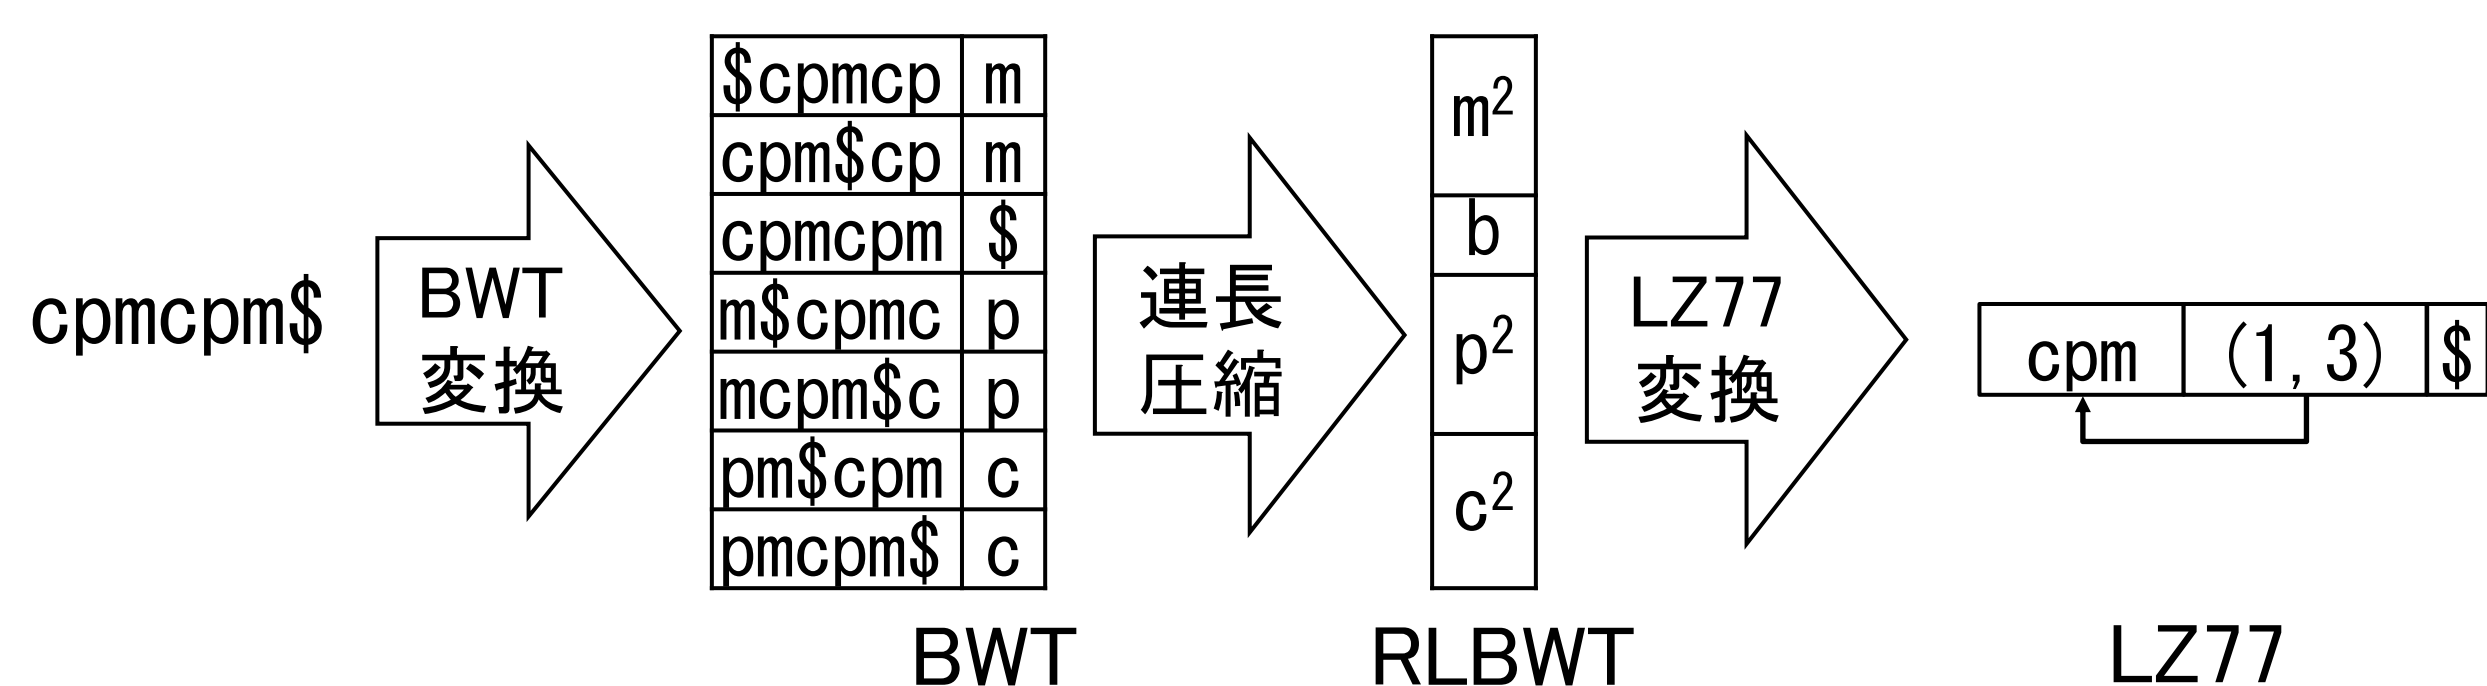 cpmcpm$
BWT
変換
$cpmcp m
cpm$cp m
cpmcpm $
m$cpmc p
mcpm$c p
pm$cpm c
pmcpm$ c
BWT
連長
圧縮
m²
b
p²
c²
RLBWT
LZ77
変換
cpm (1,3) $
LZ77